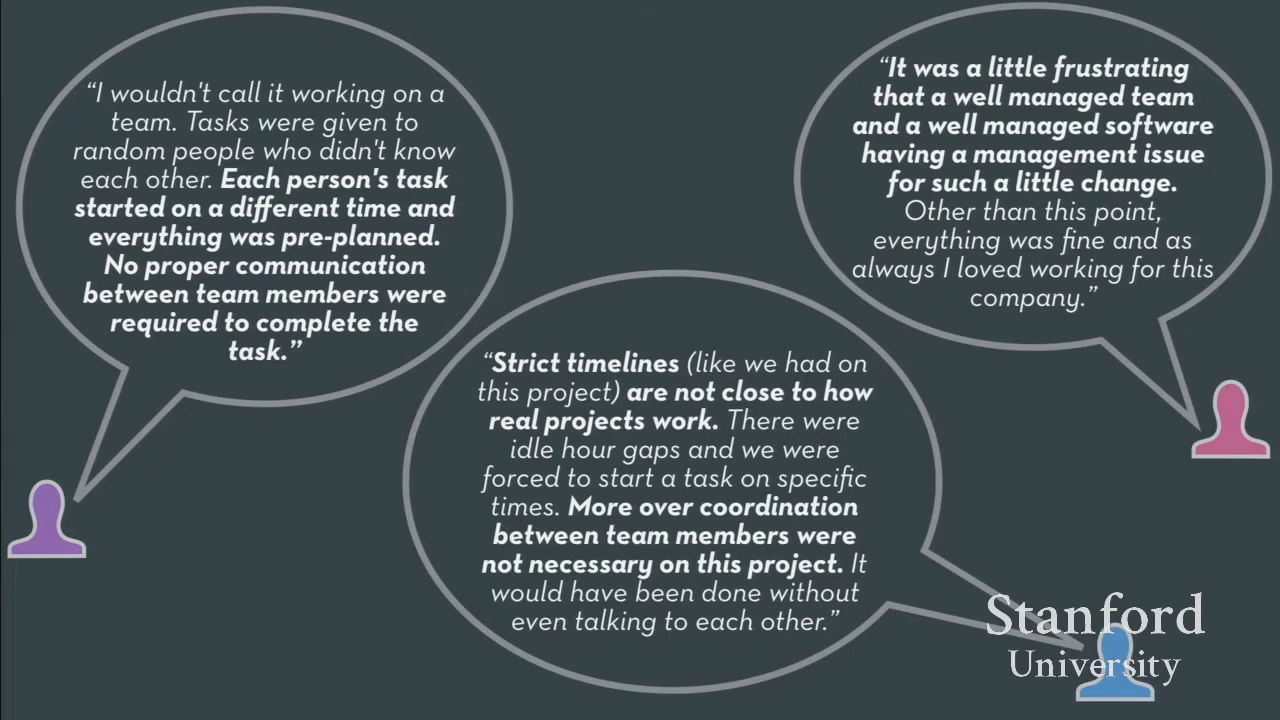 “I wouldn't call it working on a
team. Tasks were given to
random people who didn't know
each other. Each person's task
started on a different time and
everything was pre-planned.
No proper communication
between team members were
required to complete the
task.”
“It was a little frustrating
that a well managed team
and a well managed software
having a management issue
for such a little change.
Other than this point,
everything was fine and as
always I loved working for this
company.”
“Strict timelines (like we had on
this project) are not close to how
real projects work. There were
idle hour gaps and we were
forced to start a task on specific
times. More over coordination
between team members were
not necessary on this project. It
would have been done without
even talking to each other.”
Stanford
University